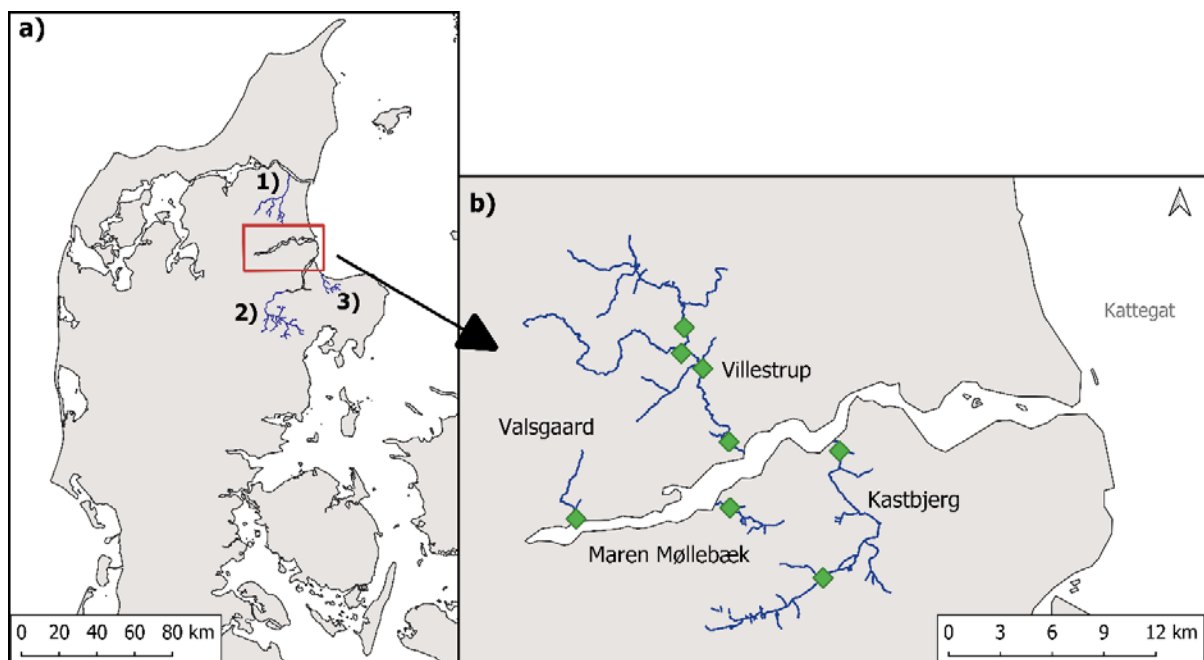 a)
1)
2)
3)
0 20 40 60 80 km
b)
Kattegat
Villestrup
Valsgaard
Kastbjerg
Maren Møllebæk
0 3 6 9 12 km